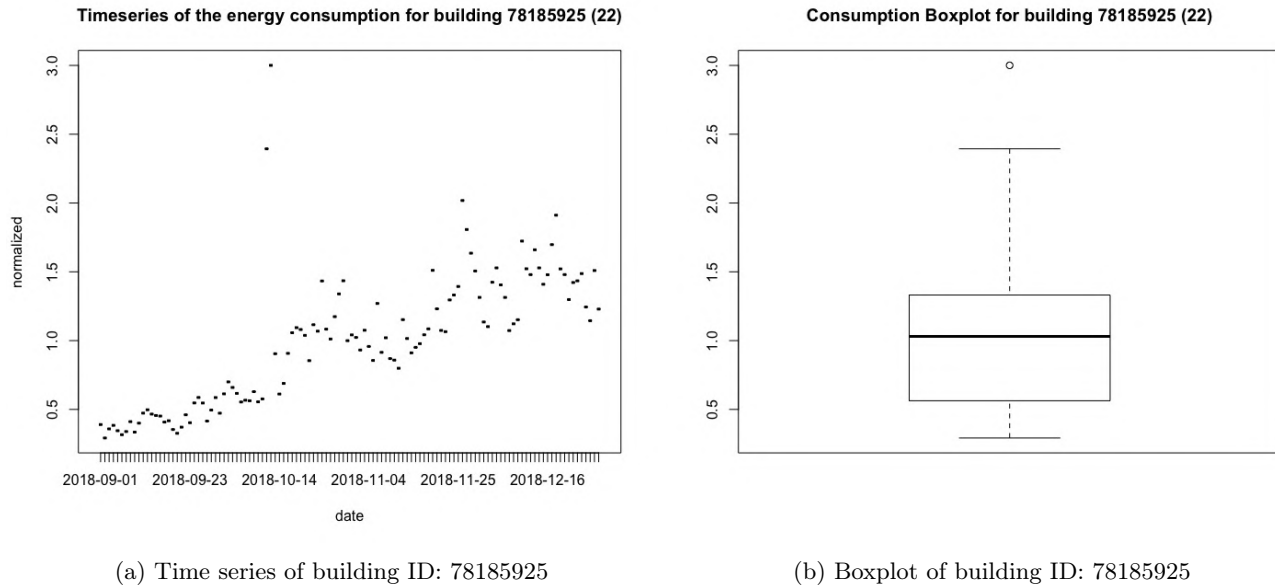 Timeseries of the energy consumption for building 78185925 (22)
3.0
2.5
2.0
1.5
1.0
0.5
normalized
2018-09-01 2018-09-23 2018-10-14 2018-11-04 2018-11-25 2018-12-16
date
(a) Time series of building ID: 78185925
Consumption Boxplot for building 78185925 (22)
3.0
2.5
2.0
1.5
1.0
0.5
(b) Boxplot of building ID: 78185925